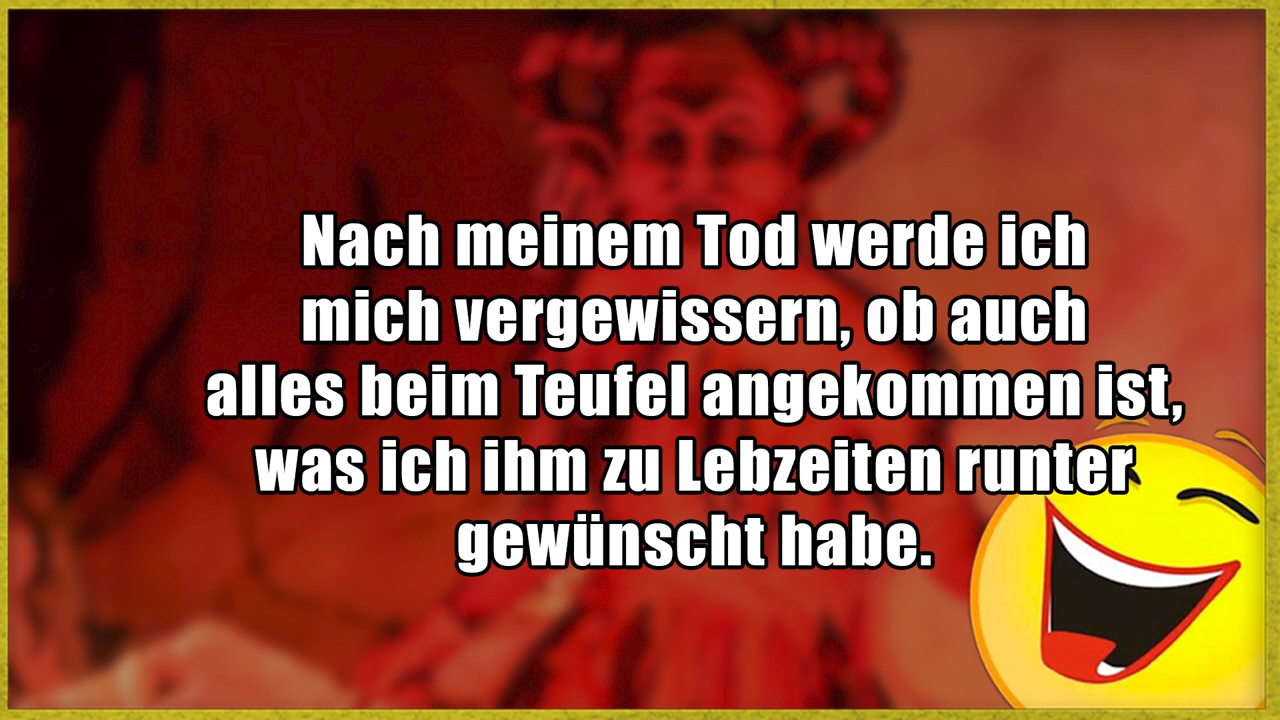 Nach meinem Tod werde ich
mich vergewissern, ob auch
alles beim Teufel angekommen ist,
was ich ihm zu Lebzeiten runter
gewünscht habe.